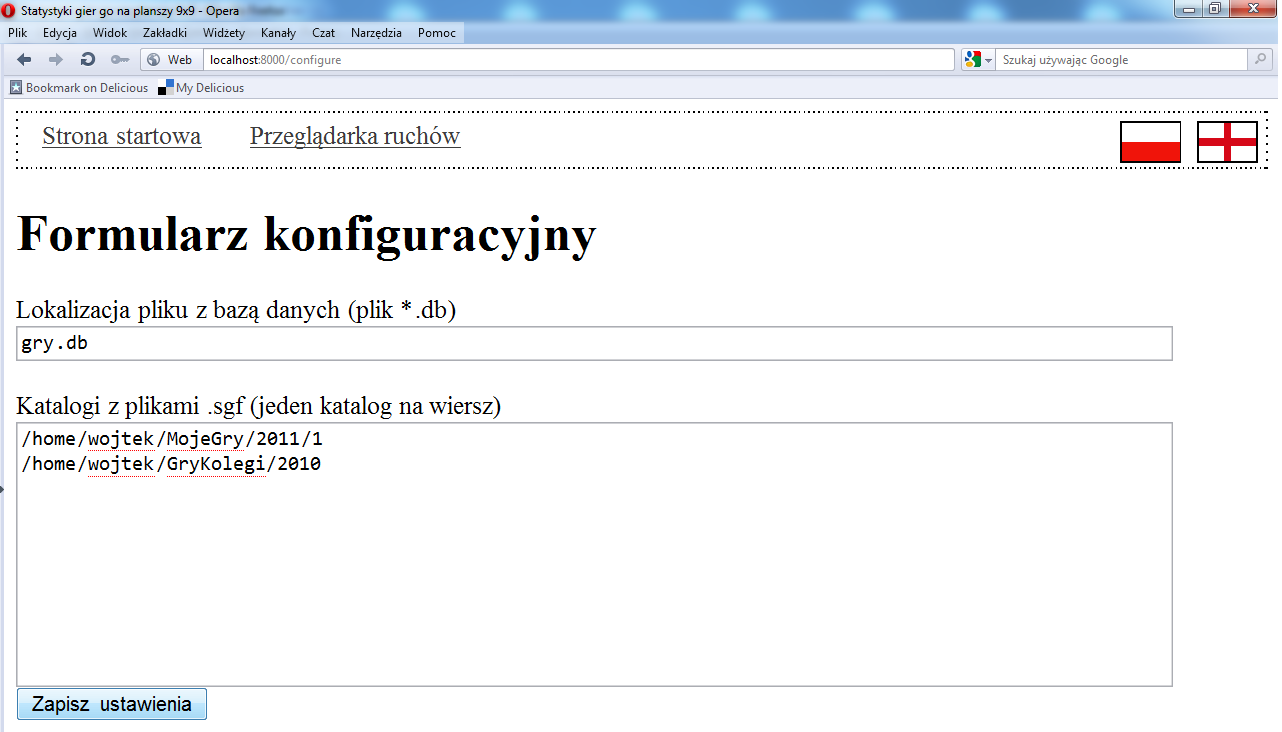 Statystyki gier go na planszy 9x9 - Opera
Plik Edycja Widok Zakładki Widżety Kanały Czat Narzędzia Pomoc
Web localhost:8000/configure Szukaj używając Google
Bookmark on Delicious My Delicious
Strona startowa Przeglądarka ruchów
Formularz konfiguracyjny
Lokalizacja pliku z bazą danych (plik *.db)
gry.db
Katalogi z plikami .sgf (jeden katalog na wiersz)
/home/wojtek/MojeGry/2011/1
/home/wojtek/GryKolegi/2010
Zapisz ustawienia